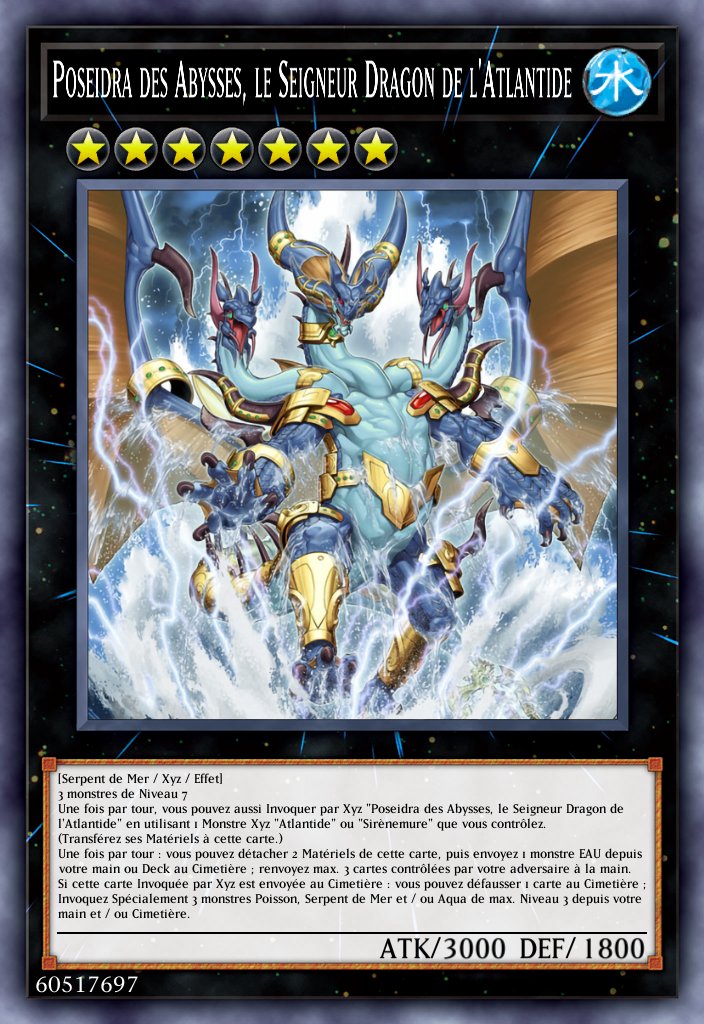 Poseidra des Abysses, le Seigneur Dragon de l'Atlantide
水
[Serpent de Mer / Xyz / Effet]
3 monstres de Niveau 7
Une fois par tour, vous pouvez aussi Invoquer par Xyz "Poseidra des Abysses, le Seigneur Dragon de
l'Atlantide" en utilisant 1 Monstre Xyz "Atlantide" ou "Sirènemure" que vous contrôlez.
(Transférez ses Matériels à cette carte.)
Une fois par tour : vous pouvez détacher 2 Matériels de cette carte, puis envoyez 1 monstre EAU depuis
votre main ou Deck au Cimetière ; renvoyez max. 3 cartes contrôlées par votre adversaire à la main.
Si cette carte Invoquée par Xyz est envoyée au Cimetière : vous pouvez défausser 1 carte au Cimetière ;
Invoquez Spécialement 3 monstres Poisson, Serpent de Mer et / ou Aqua de max. Niveau 3 depuis votre
main et / ou Cimetière.
ATK/3000 DEF/ 1800
60517697